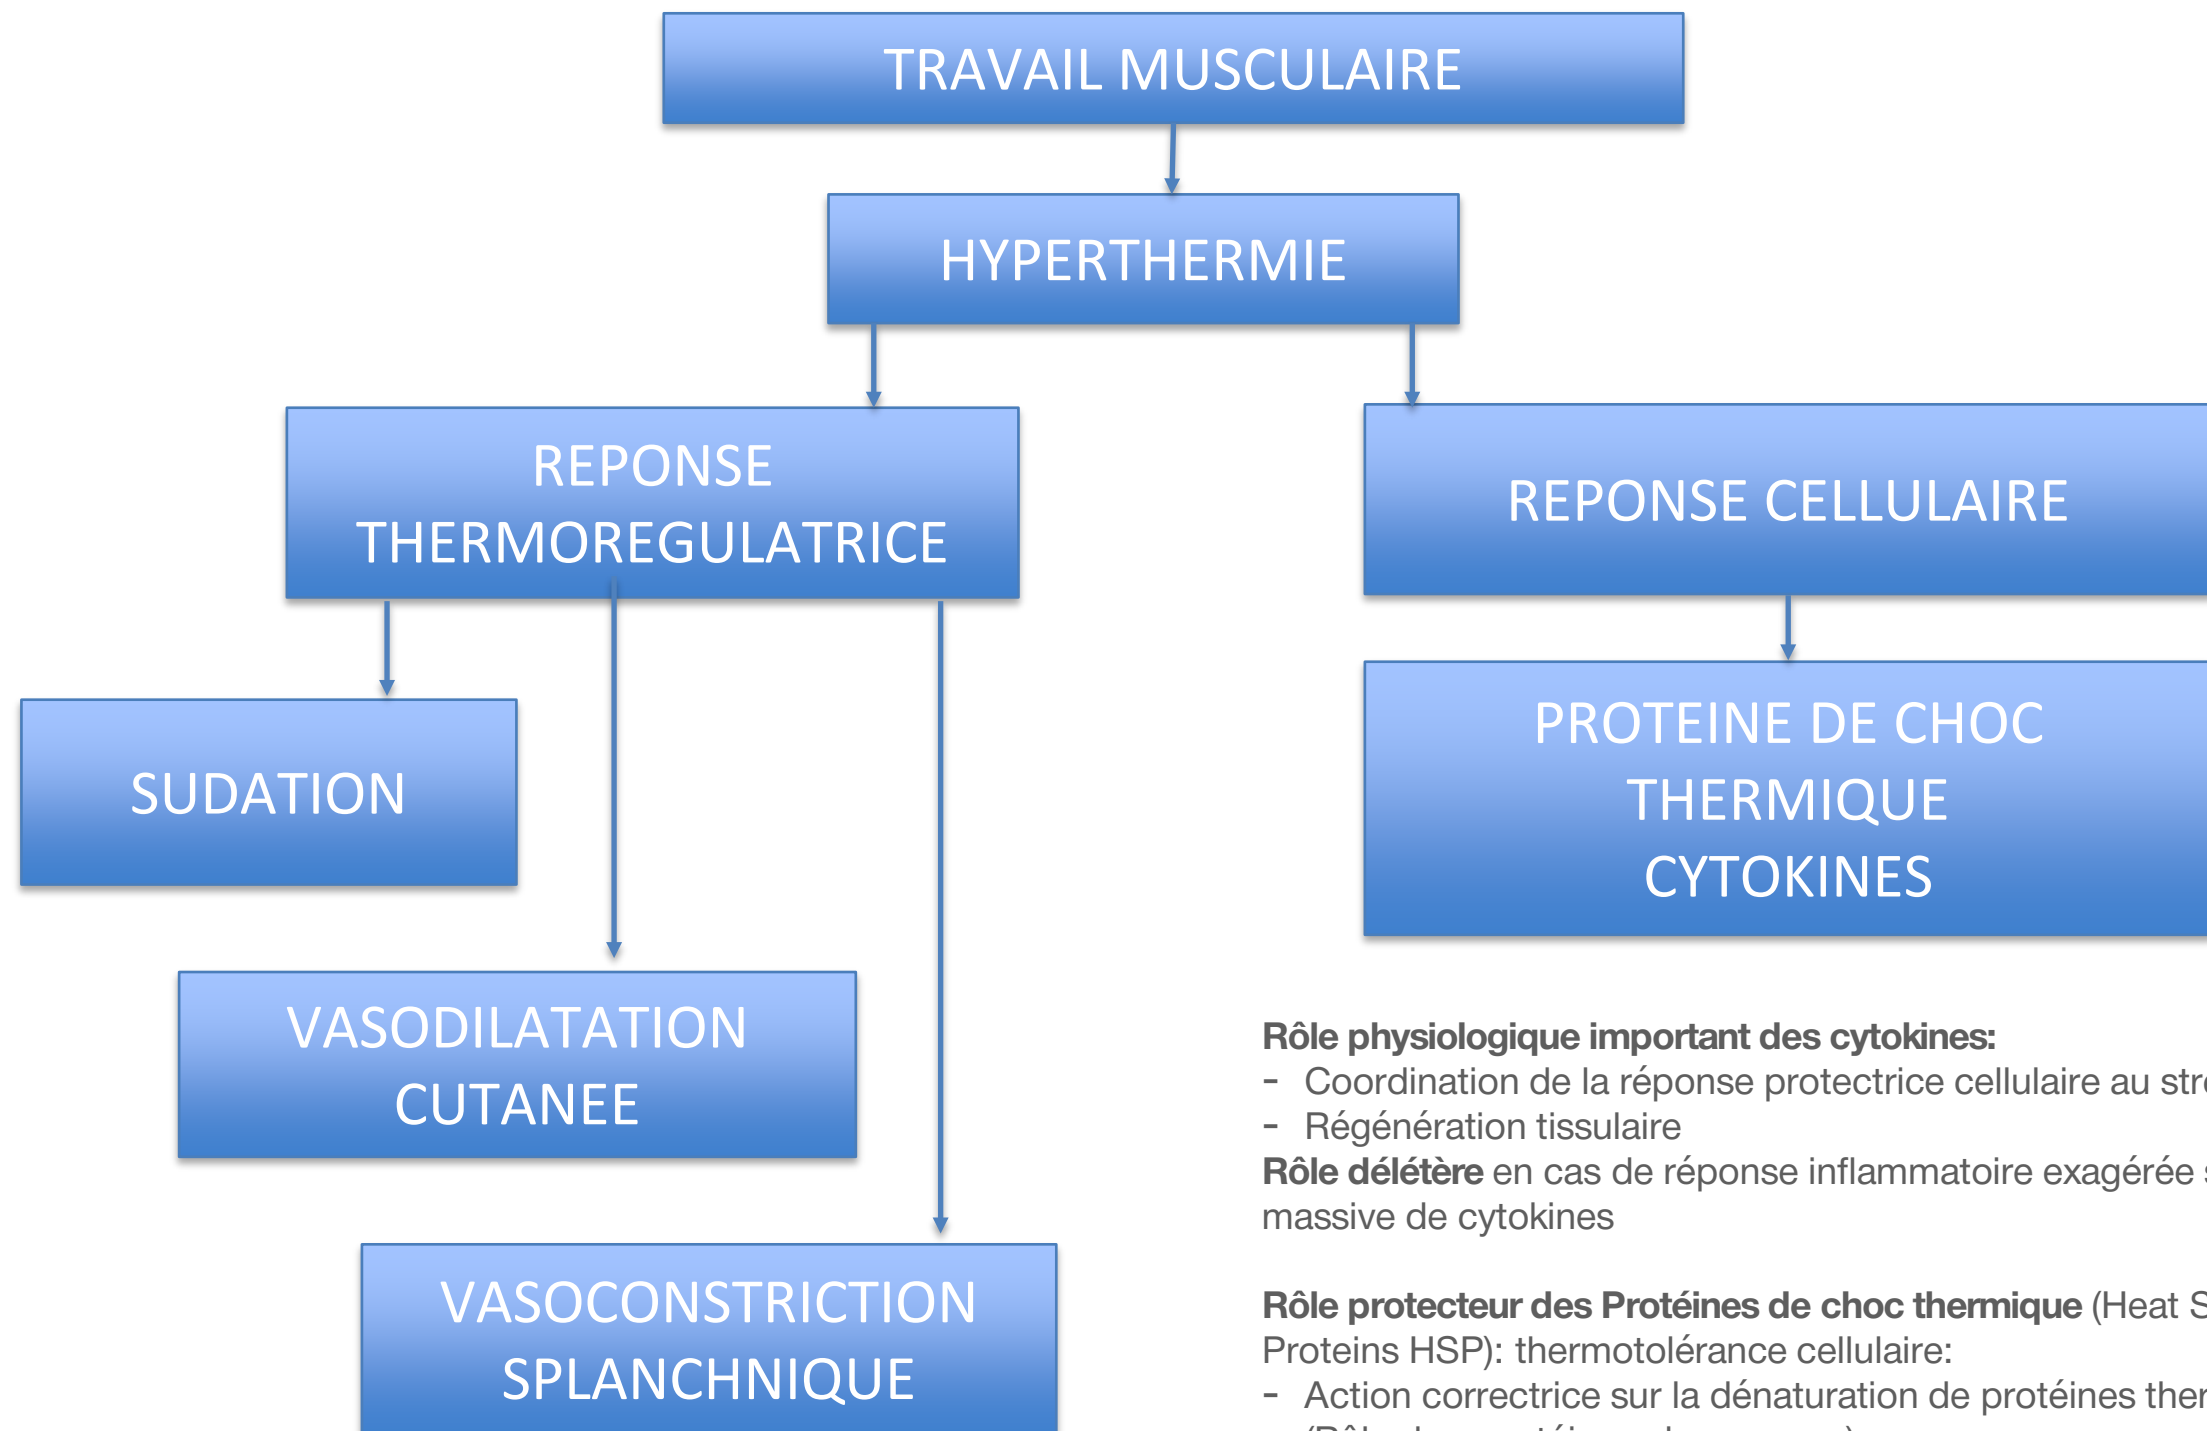 TRAVAIL MUSCULAIRE
HYPERTHERMIE
REPONSE
THERMOREGULATRICE
REPONSE CELLULAIRE
SUDATION
PROTEINE DE CHOC
THERMIQUE
CYTOKINES
VASODILATATION
CUTANEE
VASOCONSTRICTION
SPLANCHNIQUE
Rôle physiologique important des cytokines:
- Coordination de la réponse protectrice cellulaire au
- Régénération tissulaire
Rôle délétère en cas de réponse inflammatoire exagérée
massive de cytokines
Rôle protecteur des Protéines de choc thermique (Heat
Proteins HSP): thermotolérance cellulaire:
- Action correctrice sur la dénaturation de protéines